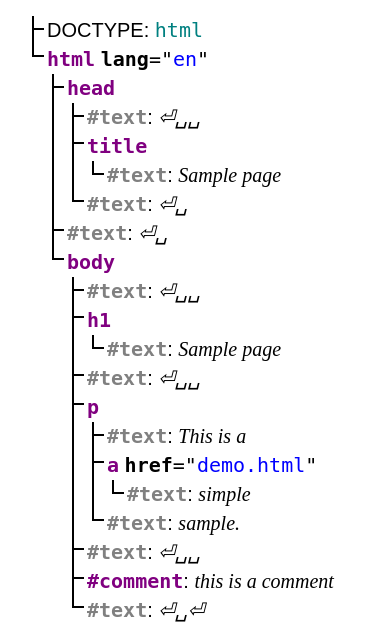 DOCTYPE: html
html lang="en"
head
#text: ⏎␣␣
title
#text: Sample page
#text: ⏎␣
#text: ⏎␣
body
#text: ⏎␣␣
h1
#text: Sample page
#text: ⏎␣␣
p
#text: This is a
a href="demo.html"
#text: simple
#text: sample.
#text: ⏎␣␣
#comment: this is a comment
#text: ⏎␣⏎